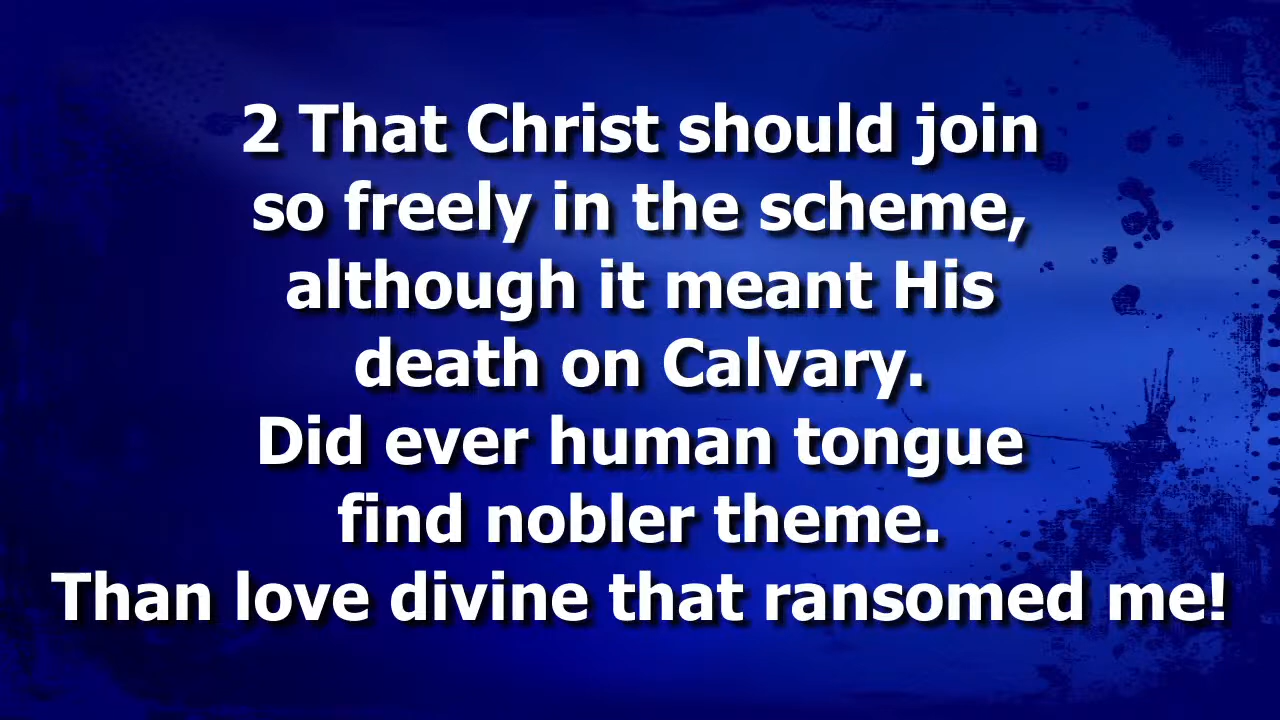 2 That Christ should join
so freely in the scheme,
although it meant His
death on Calvary.
Did ever human tongue
find nobler theme.
Than love divine that ransomed me!